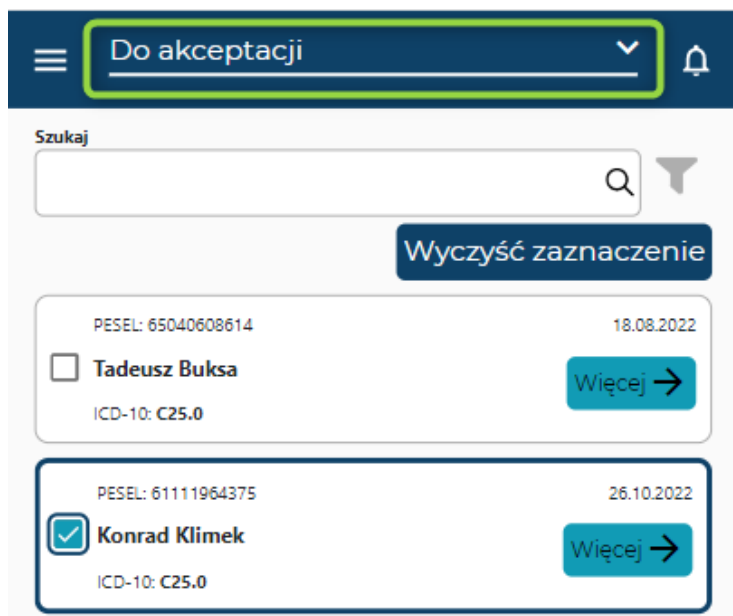 Do akceptacji
Szukaj
Wyczyść zaznaczenie
PESEL: 65040608614 18.08.2022
Tadeusz Buksa
Więcej
ICD-10: C25.0
PESEL: 61111964375 26.10.2022
Konrad Klimek
Więcej
ICD-10: C25.0